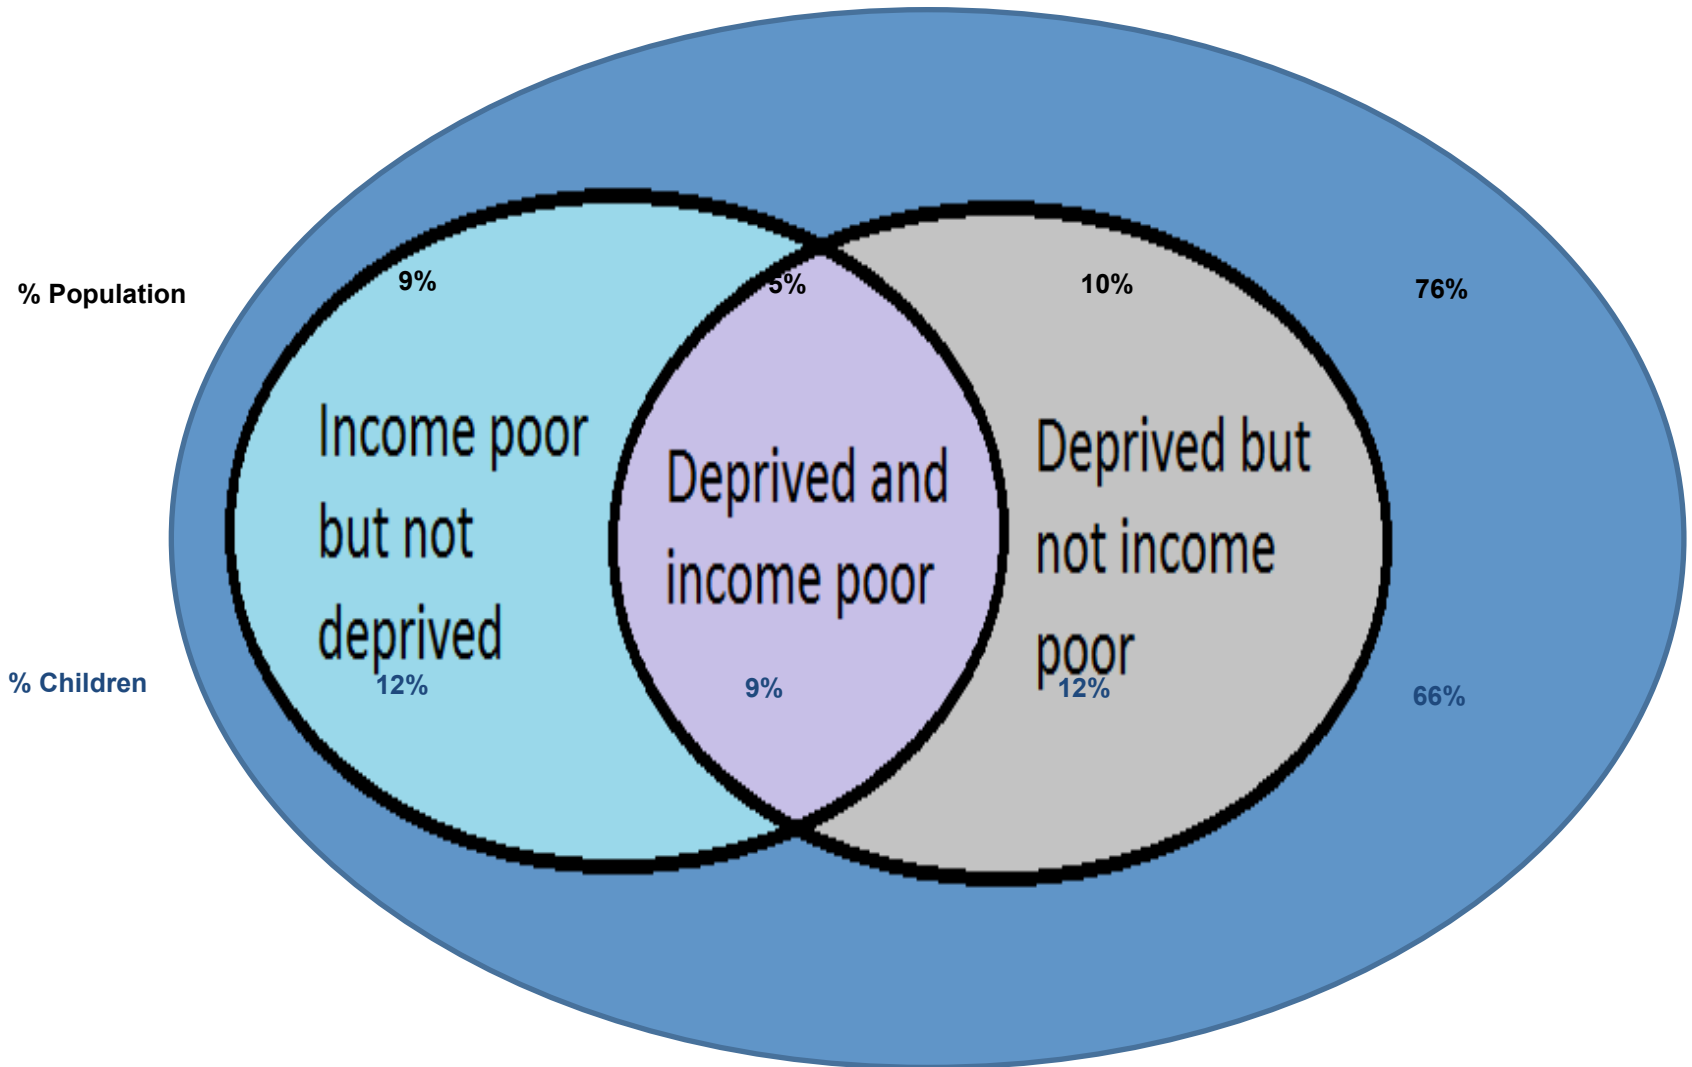 % Population
9%
5%
10%
76%
Income poor
but not
deprived
Deprived and
income poor
Deprived but
not income
poor
% Children
12%
9%
12%
66%